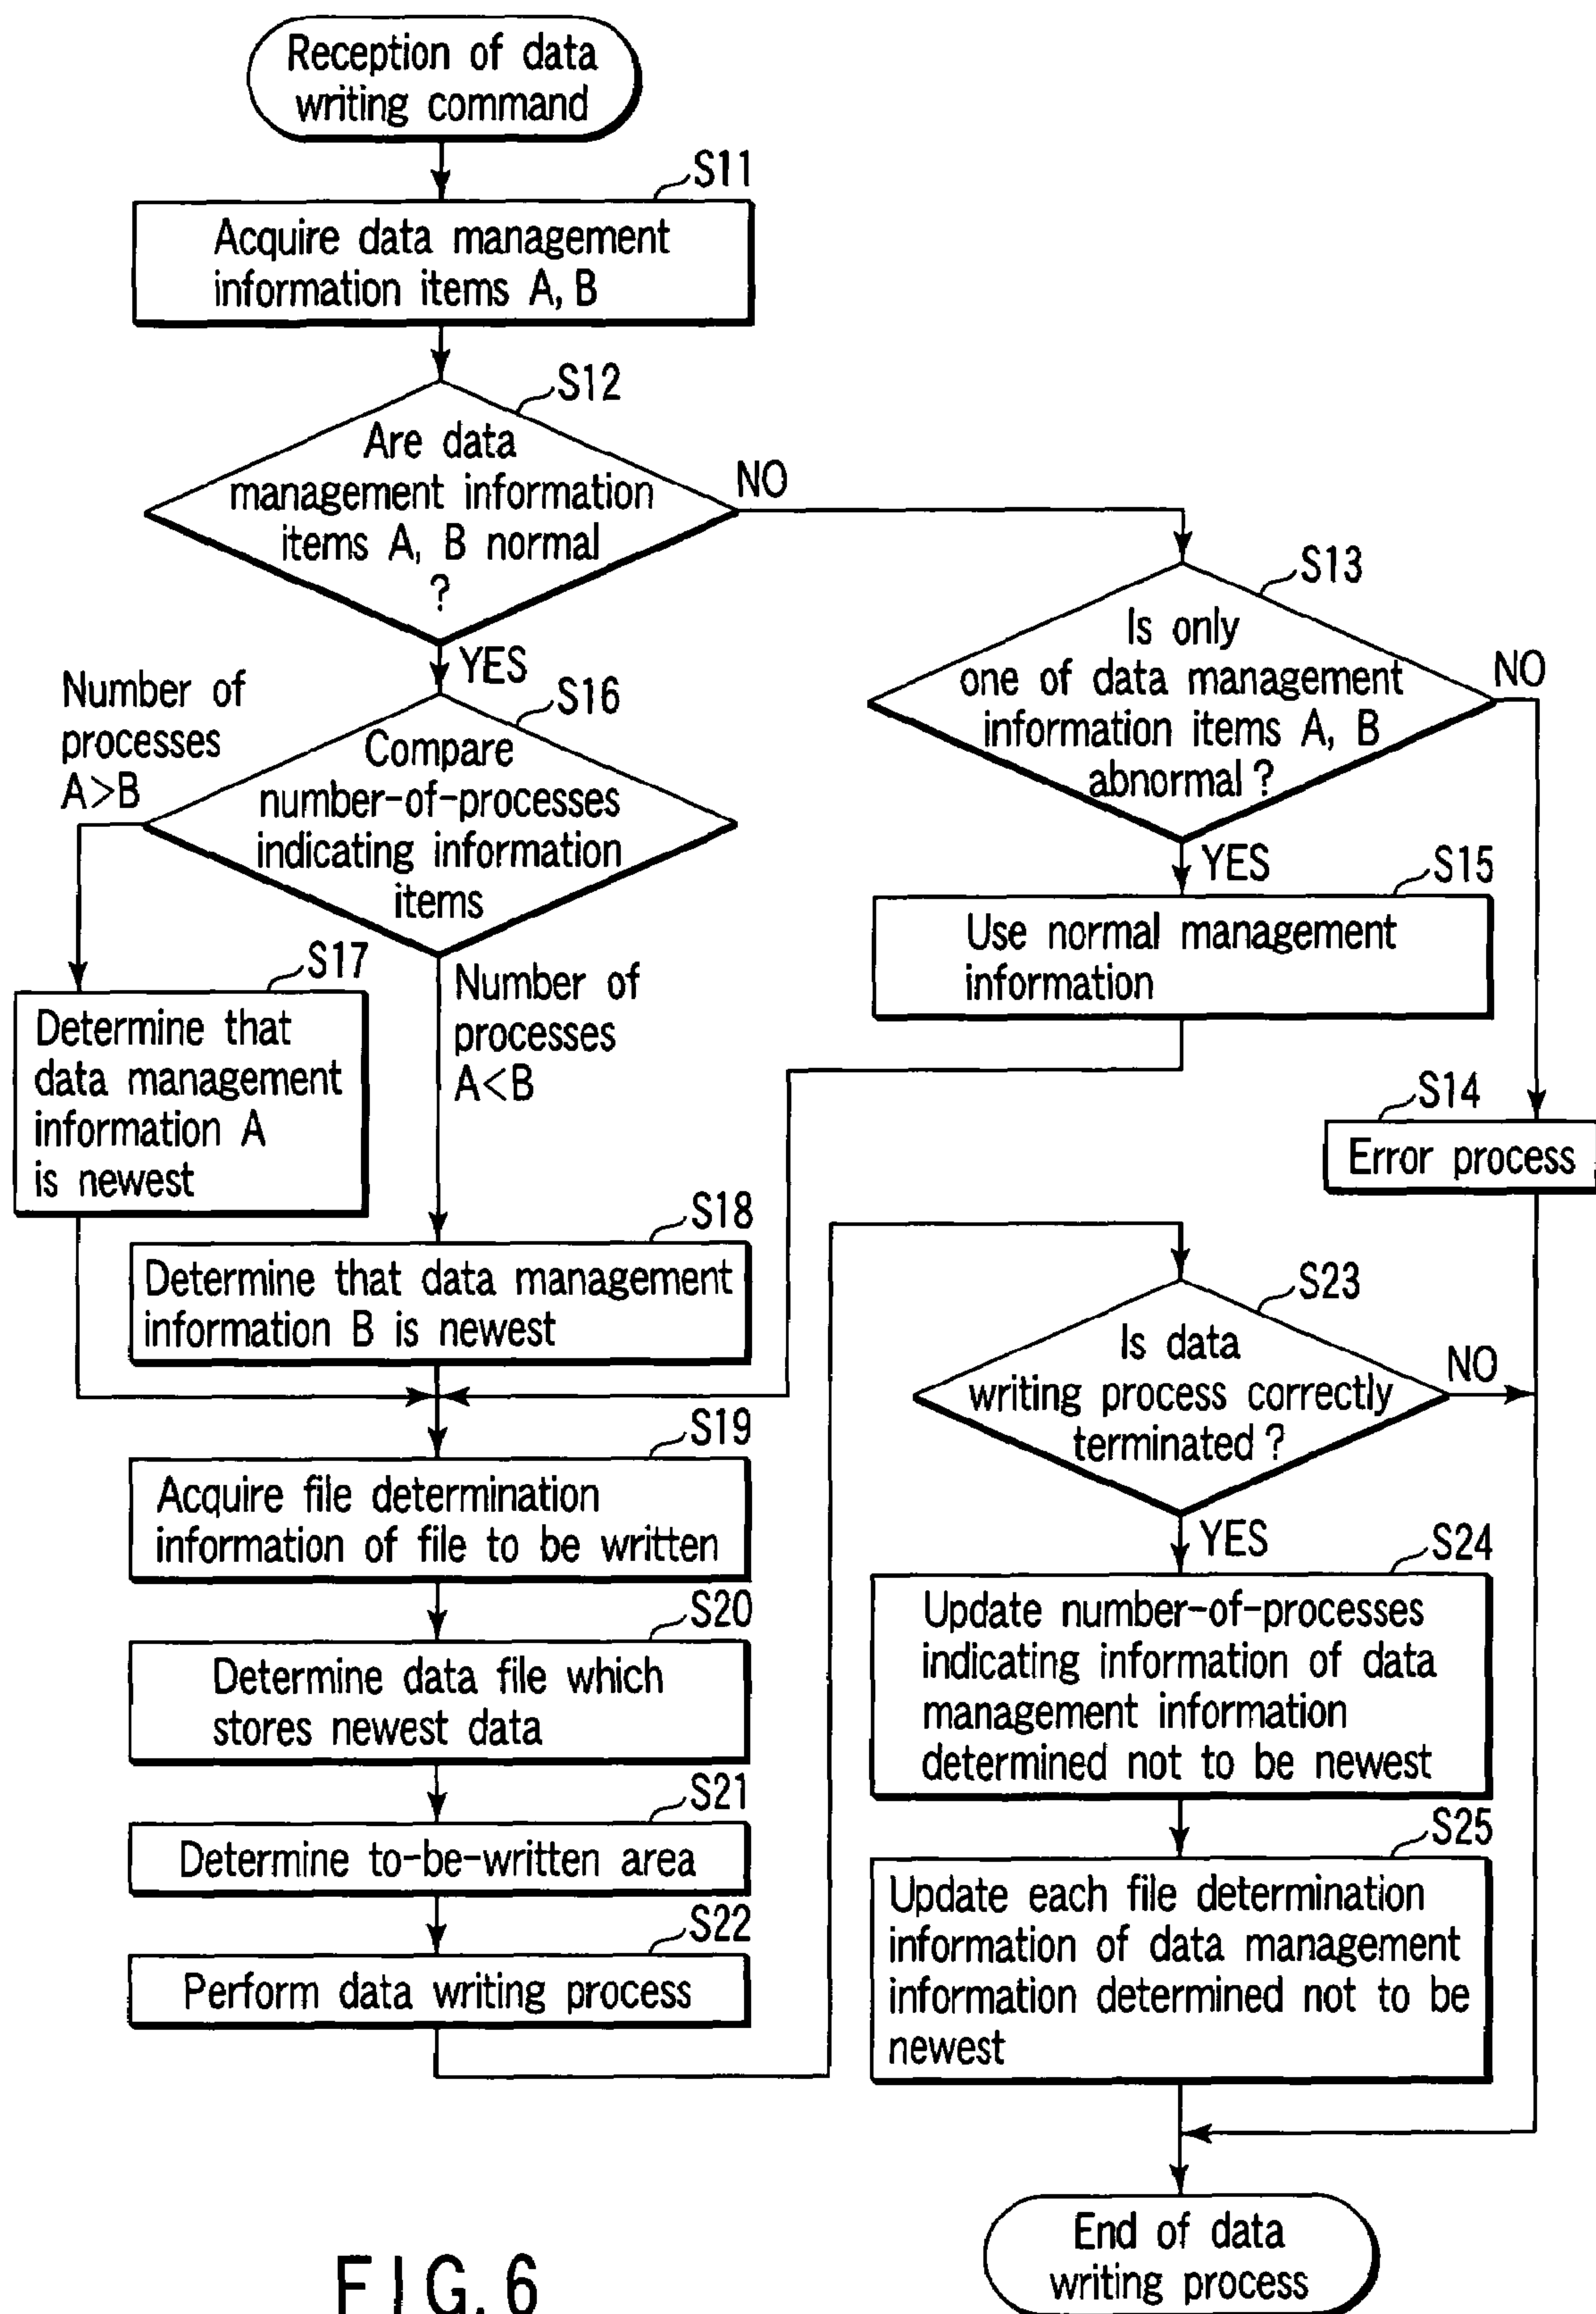 Reception of data
writing command
S11
Acquire data management
information items A, B
S12
Are data
management information
items A, B normal
?
NO
YES
S13
Is only
one of data management
information items A, B
abnormal ?
NO
YES
S16
Compare
number-of-processes
indicating information
items
Number of
processes
A>B
Number of
processes
A<B
S15
Use normal management
information
S17
Determine that
data management
information A
is newest
S14
Error process
S18
Determine that data management
information B is newest
S19
Acquire file determination
information of file to be written
S20
Determine data file which
stores newest data
S21
Determine to-be-written area
S22
Perform data writing process
S23
Is data
writing process correctly
terminated ?
NO
YES
S24
Update number-of-processes
indicating information of data
management information
determined not to be newest
S25
Update each file determination
information of data management
information determined not to be
newest
End of data
writing process
FIG. 6